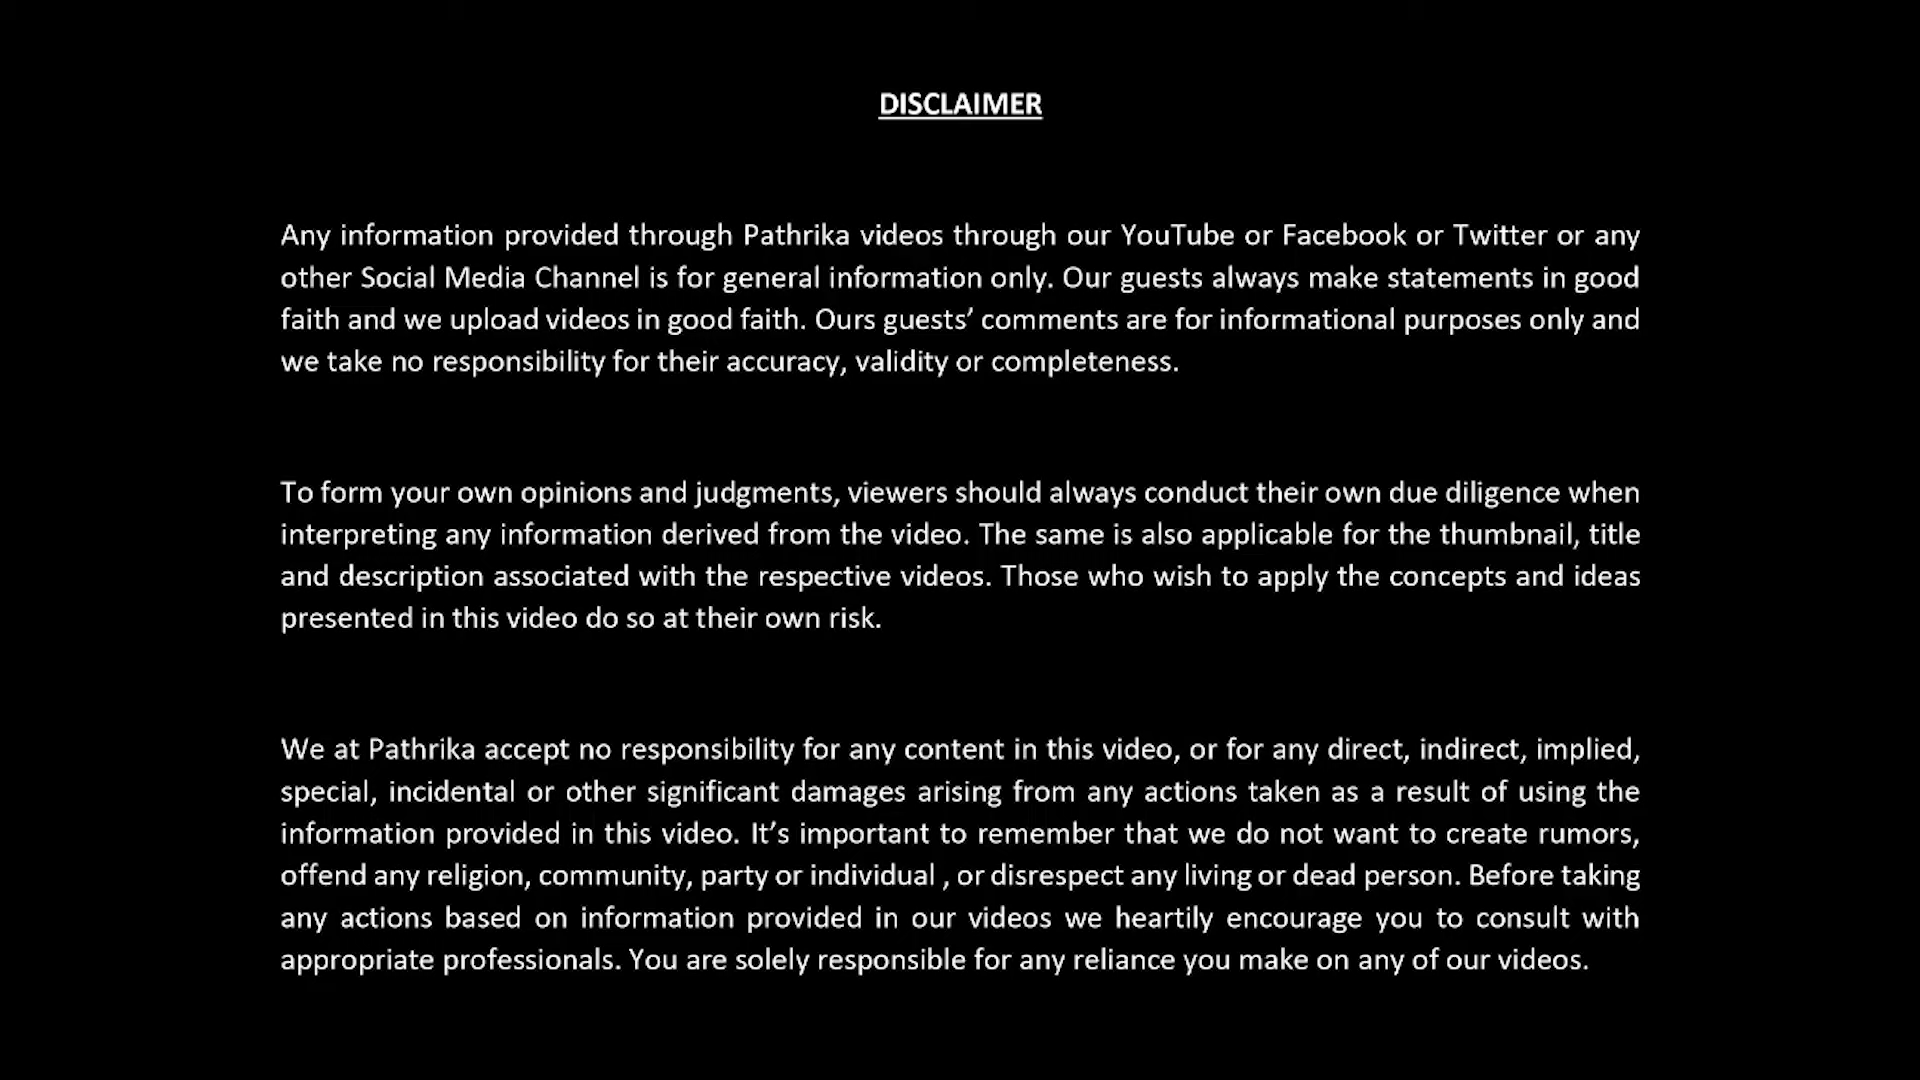 DISCLAIMER
Any information provided through Pathrika videos through our YouTube or Facebook or Twitter or any
other Social Media Channel is for general information only. Our guests always make statements in good
faith and we upload videos in good faith. Ours guests’ comments are for informational purposes only and
we take no responsibility for their accuracy, validity or completeness.
To form your own opinions and judgments, viewers should always conduct their own due diligence when
interpreting any information derived from the video. The same is also applicable for the thumbnail, title
and description associated with the respective videos. Those who wish to apply the concepts and ideas
presented in this video do so at their own risk.
We at Pathrika accept no responsibility for any content in this video, or for any direct, indirect, implied,
special, incidental or other significant damages arising from any actions taken as a result of using the
information provided in this video. It’s important to remember that we do not want to create rumors,
offend any religion, community, party or individual , or disrespect any living or dead person. Before taking
any actions based on information provided in our videos we heartily encourage you to consult with
appropriate professionals. You are solely responsible for any reliance you make on any of our videos.